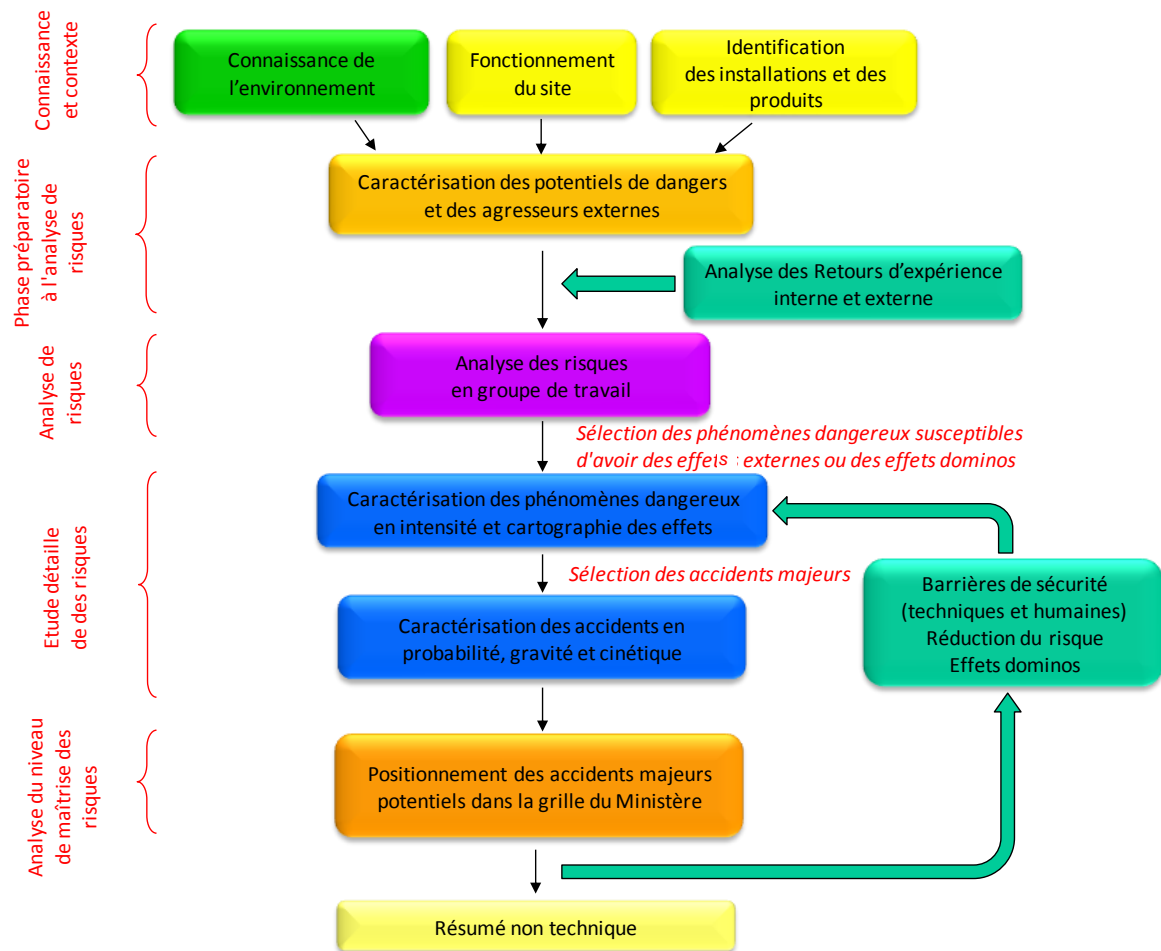 Connaissance
et contexte
Connaissance de
l'environnement
Fonctionnement
du site
Identification
des installations et des
produits
Phase préparatoire
à l'analyse de
risques
Caractérisation des potentiels de dangers
et des agresseurs externes
Analyse des Retours d'expérience
interne et externe
Analyse de
risques
Analyse des risques
en groupe de travail
Sélection des phénomènes dangereux susceptibles
d'avoir des effets externes ou des effets dominos
Etude détaille
de des risques
Caractérisation des phénomènes dangereux
en intensité et cartographie des effets
Sélection des accidents majeurs
Caractérisation des accidents en
probabilité, gravité et cinétique
Barrières de sécurité
(techniques et humaines)
Réduction du risque
Effets dominos
Analyse du niveau
de maîtrise des
risques
Positionnement des accidents majeurs
potentiels dans la grille du Ministère
Résumé non technique